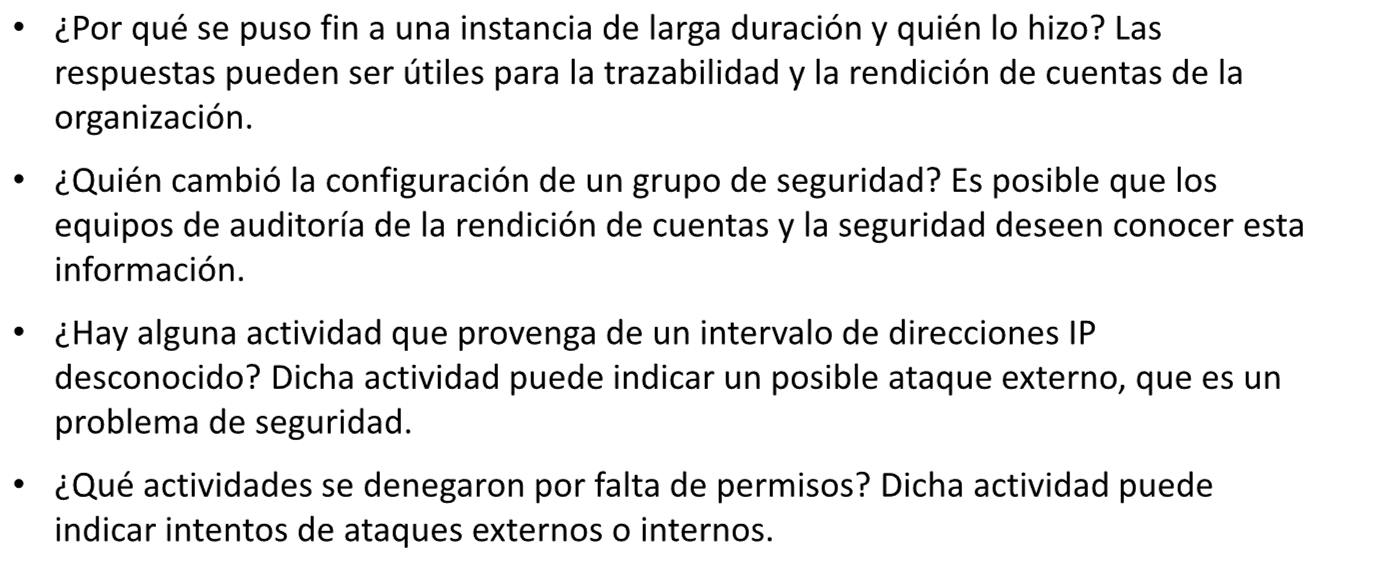 • ¿Por qué se puso fin a una instancia de larga duración y quién lo hizo? Las
respuestas pueden ser útiles para la trazabilidad y la rendición de cuentas de la
organización.
• ¿Quién cambió la configuración de un grupo de seguridad? Es posible que los
equipos de auditoría de la rendición de cuentas y la seguridad deseen conocer esta
información.
• ¿Hay alguna actividad que provenga de un intervalo de direcciones IP
desconocido? Dicha actividad puede indicar un posible ataque externo, que es un
problema de seguridad.
• ¿Qué actividades se denegaron por falta de permisos? Dicha actividad puede
indicar intentos de ataques externos o internos.